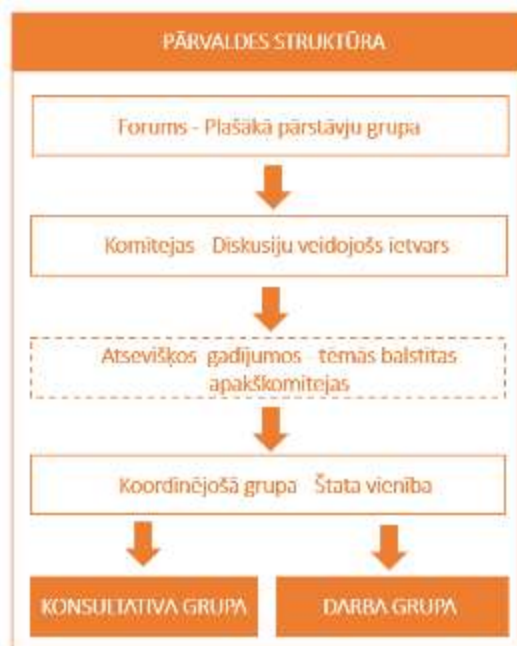 PĀRVALDES STRUKTŪRA
Forums - Plašākā pārstāvju grupa
Komitejas - Diskusiju veidojošs ietvars
Atsevišķos gadījumos - tēmās balstītas
apakškomitejas
Koordinējošā grupa - Štata vienība
KONSULTATĪVA GRUPA
DARBA GRUPA